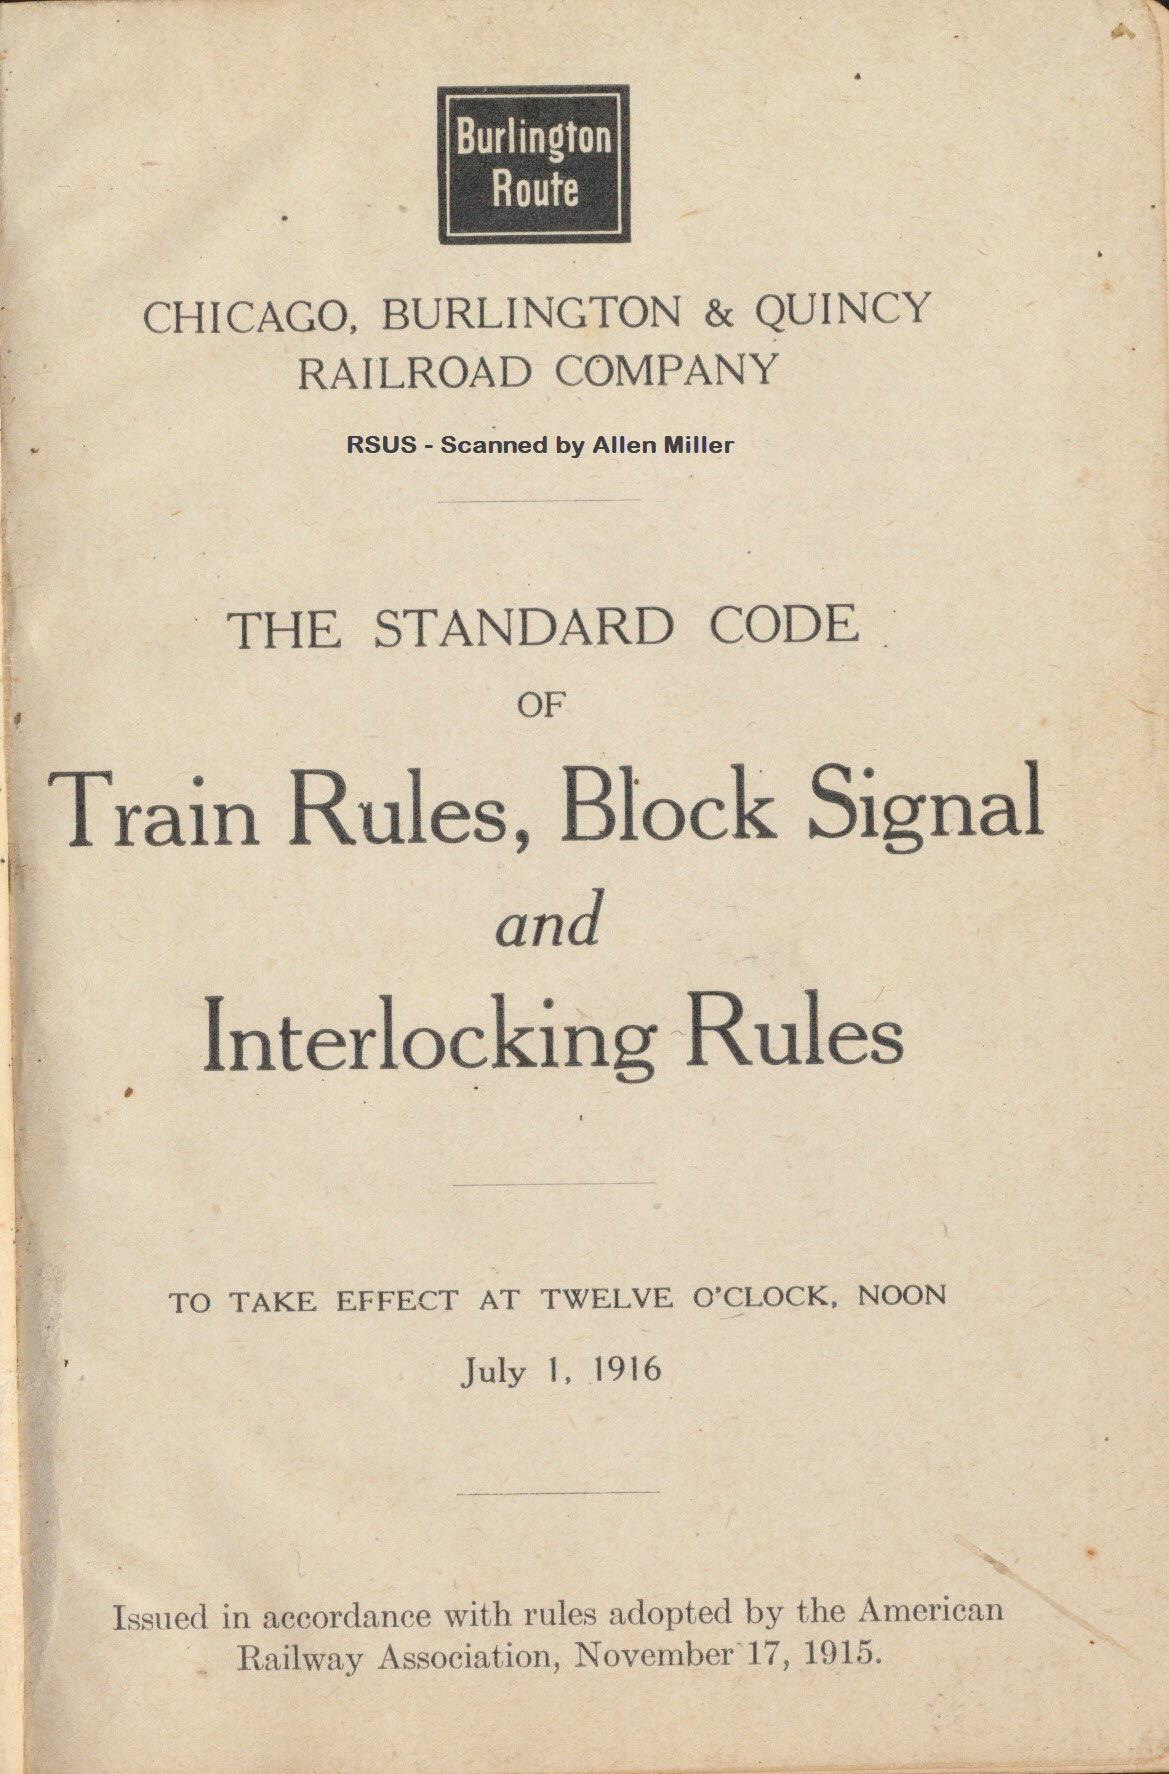 Burlington
Route
CHICAGO, BURLINGTON & QUINCY
RAILROAD COMPANY
RSUS - Scanned by Allen Miller
THE STANDARD CODE
OF
Train Rules, Block Signal
and
Interlocking Rules
TO TAKE EFFECT AT TWELVE O'CLOCK, NOON
July 1, 1916
Issued in accordance with rules adopted by the American
Railway Association, November 17, 1915.